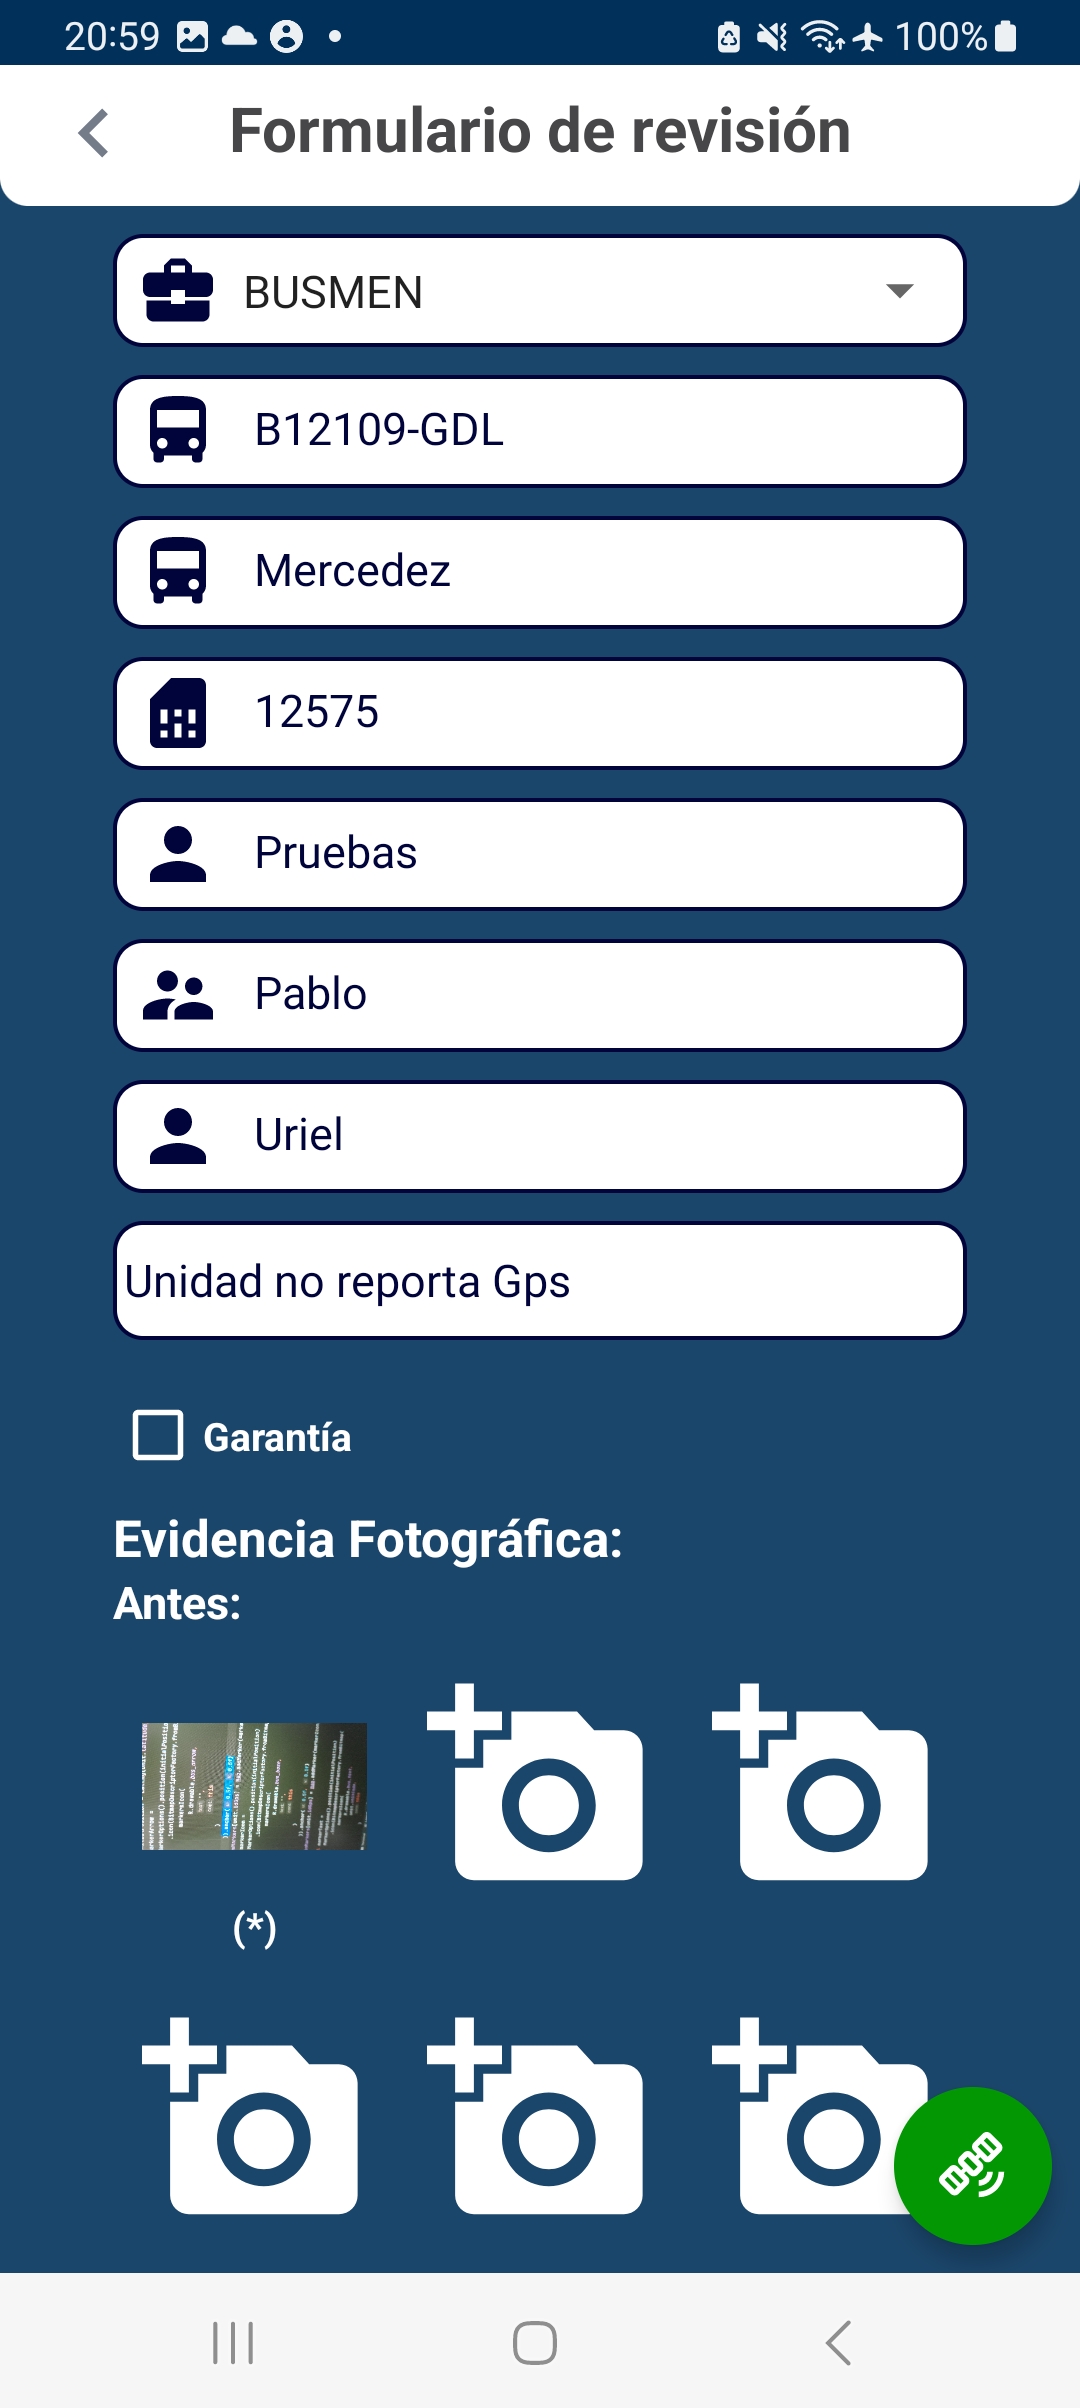 20:59
100%
Formulario de revisión
BUSMEN
B12109-GDL
Mercedez
12575
Pruebas
Pablo
Uriel
Unidad no reporta Gps
Garantía
Evidencia Fotográfica:
Antes:
(*)